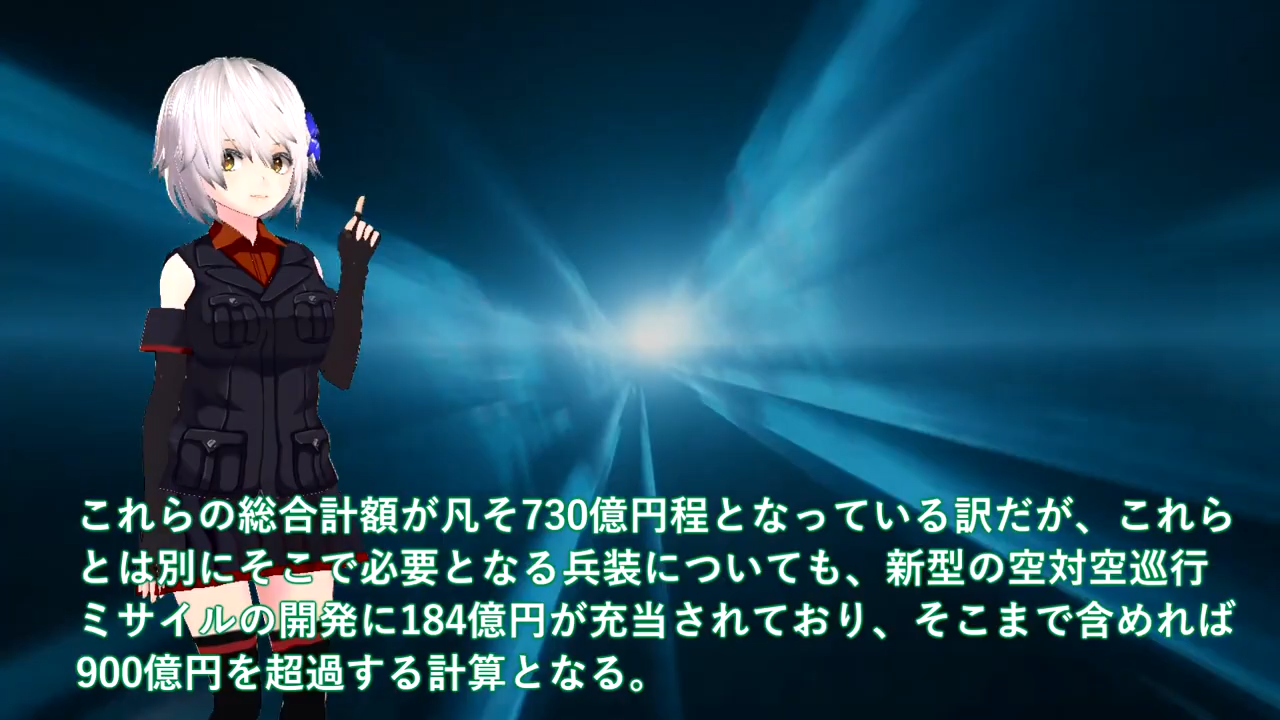 これらの総合計額が凡そ730億円程となっている訳だが、これら
とは別にそこで必要となる兵装についても、新型の空対空巡行
ミサイルの開発に184億円が充当されており、そこまで含めれば
900億円を超過する計算となる。